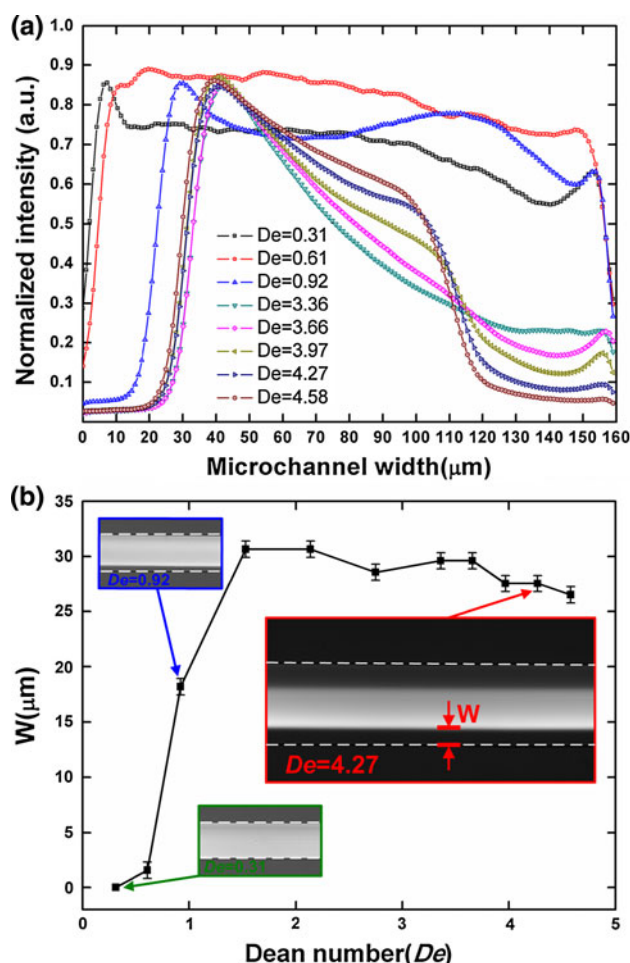 (a)
1.0
0.9
0.8
0.7
0.6
0.5
0.4
0.3
0.2
0.1
Normalized intensity (a.u.)
De=0.31
De=0.61
De=0.92
De=3.36
De=3.66
De=3.97
De=4.27
De=4.58
0 10 20 30 40 50 60 70 80 90 100 110 120 130 140 150 160
Microchannel width(μm)
(b)
35
30
25
20
15
10
5
0
W(μm)
De=0.92
W
De=4.27
De=0.31
0 1 2 3 4 5
Dean number(De)